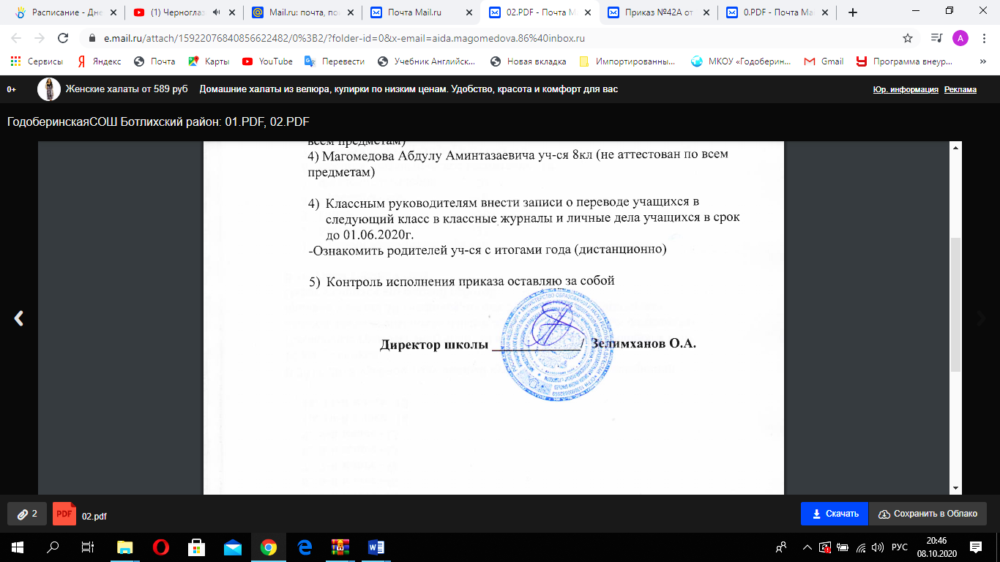 Расписание - Дне
(1) Черноглаз
Mail.ru: почта, по
Почта Mail.ru
02.PDF - Почта M
Приказ №42А от
0.PDF - Почта Ma
e.mail.ru/attach/15922076840856622482/0%3B2/?folder-id=0&x-email=aida.magomedova.86%40inbox.ru
A
Сервисы
Яндекс
Почта
Карты
YouTube
Перевести
Учебник Английск...
Новая вкладка
Импортированны...
МКОУ «Годоберин...
Gmail
Программа внеур...
»
0+
Женские халаты от 589 руб Домашние халаты из велюра, кулирки по низким ценам. Удобство, красота и комфорт для вас
Юр. информация Реклама
ГодоберинскаяСОШ Ботлихский район: 01.PDF, 02.PDF
всем предметам)
4) Магомедова Абдулу Аминтазаевича уч-ся 8кл (не аттестован по всем
предметам)
4) Классным руководителям внести записи о переводе учащихся в
следующий класс в классные журналы и личные дела учащихся в срок
до 01.06.2020г.
-Ознакомить родителей уч-ся с итогами года (дистанционно)
5) Контроль исполнения приказа оставляю за собой
Директор школы ____________/ Зелимханов О.А.
2
PDF
02.pdf
Скачать
Сохранить в Облако
РУС
20:46
08.10.2020